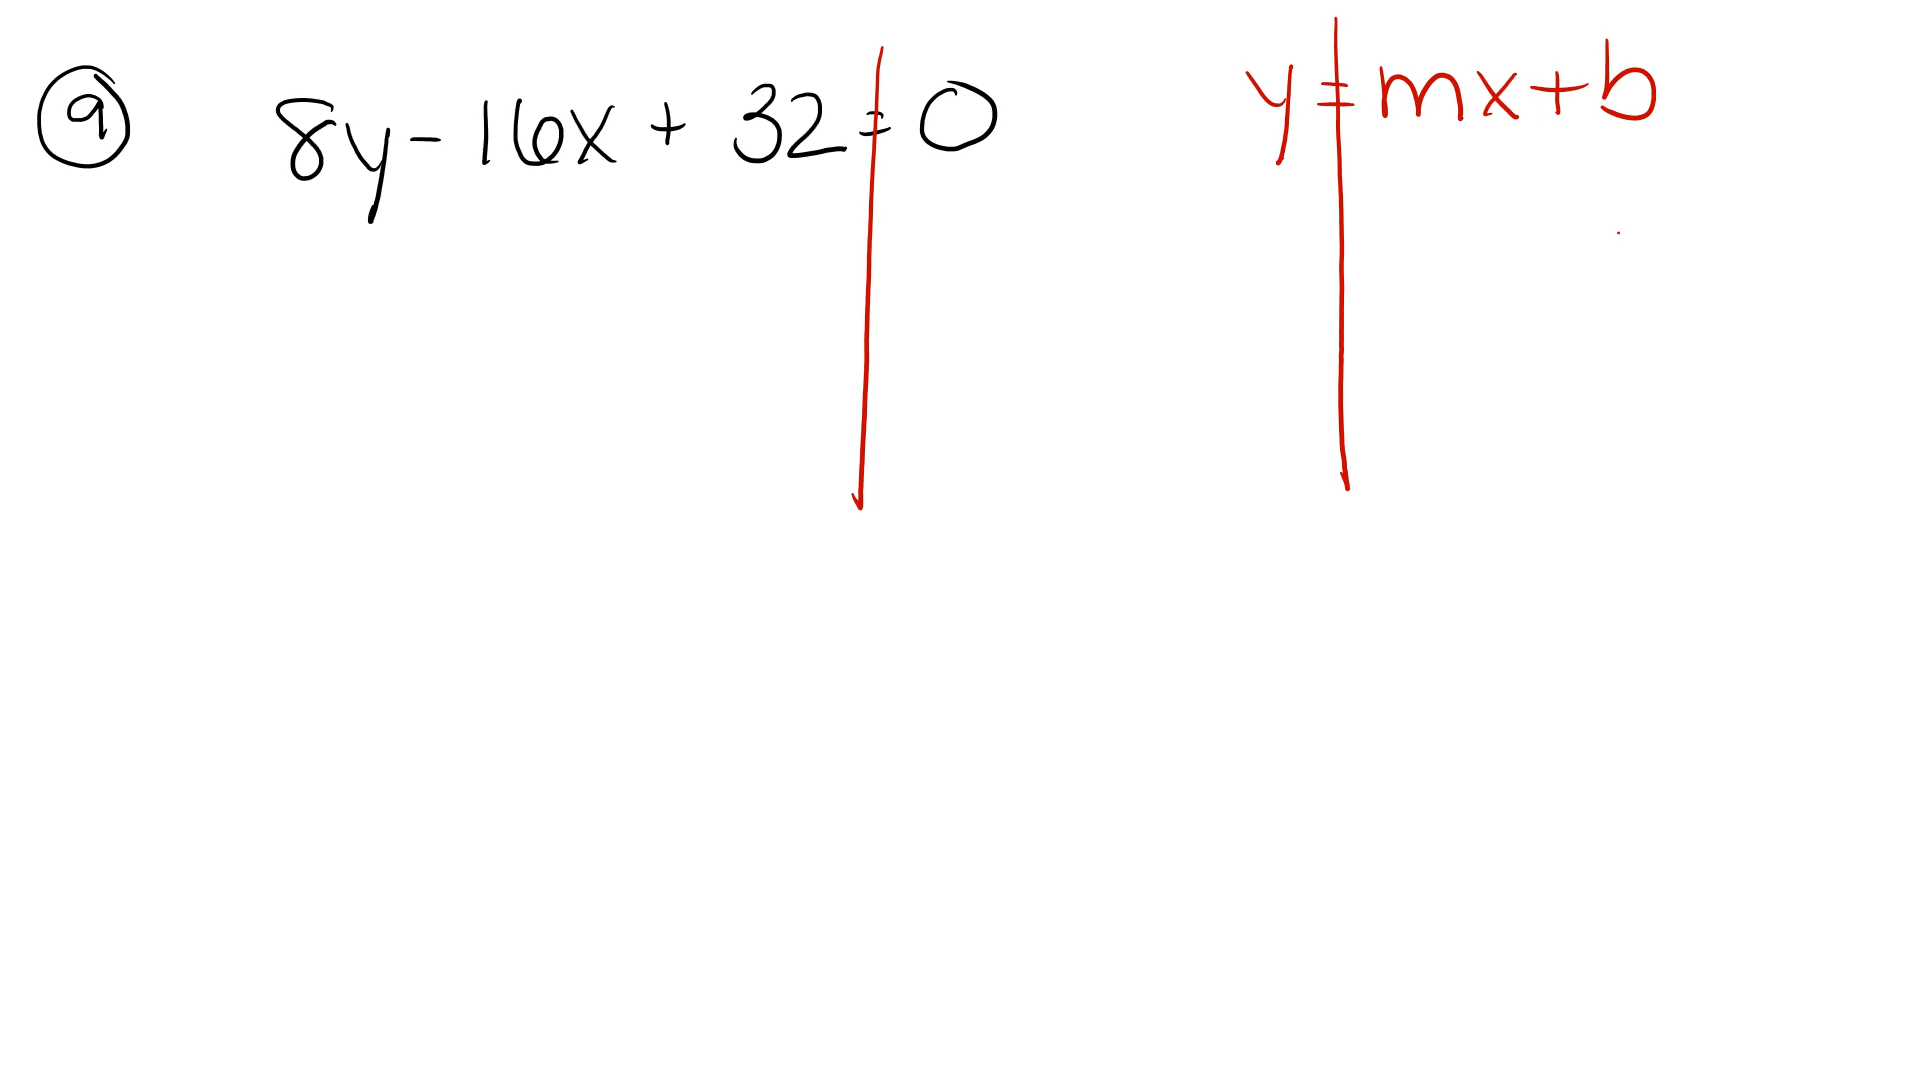 9 8y - 16x + 32 = 0 y = mx + b